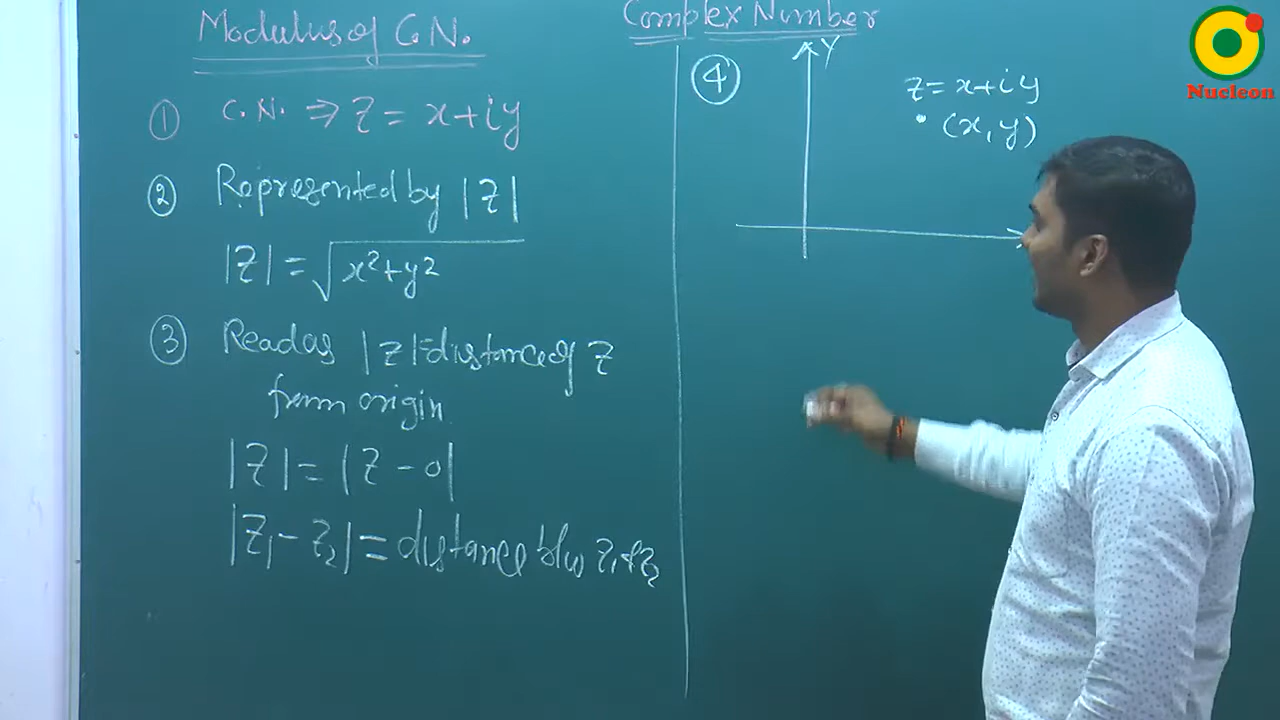 Complex Number
Modulus of C.N.
① C.N. ⇒ z = x+iy
② Represented by |z|
|z| = √x²+y²
③ Read as |z|=distance of z
from origin
|z| = |z - 0|
|z₁ - z₂| = distance b/w z₁ & z₂
④
Y
z = x+iy
(x, y)
Nucleon